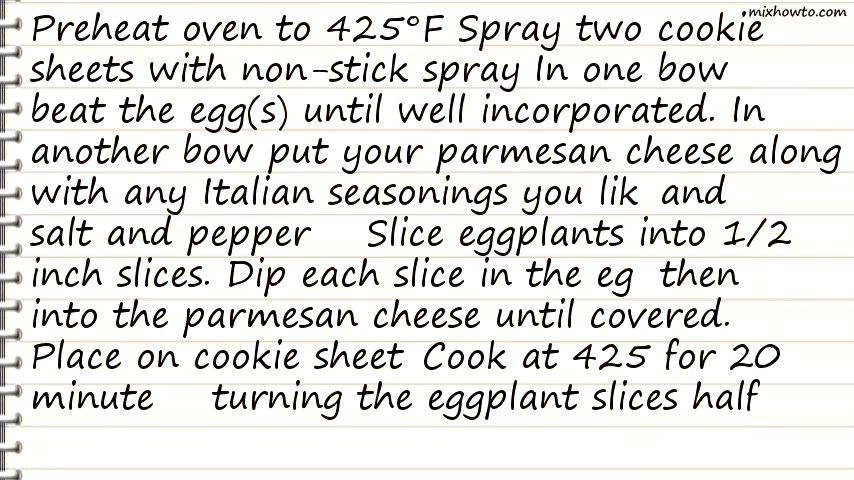 mixhowto.com
Preheat oven to 425°F Spray two cookie
sheets with non-stick spray In one bow
beat the egg(s) until well incorporated. In
another bow put your parmesan cheese along
with any Italian seasonings you lik and
salt and pepper Slice eggplants into 1/2
inch slices. Dip each slice in the eg then
into the parmesan cheese until covered.
Place on cookie sheet Cook at 425 for 20
minute turning the eggplant slices half